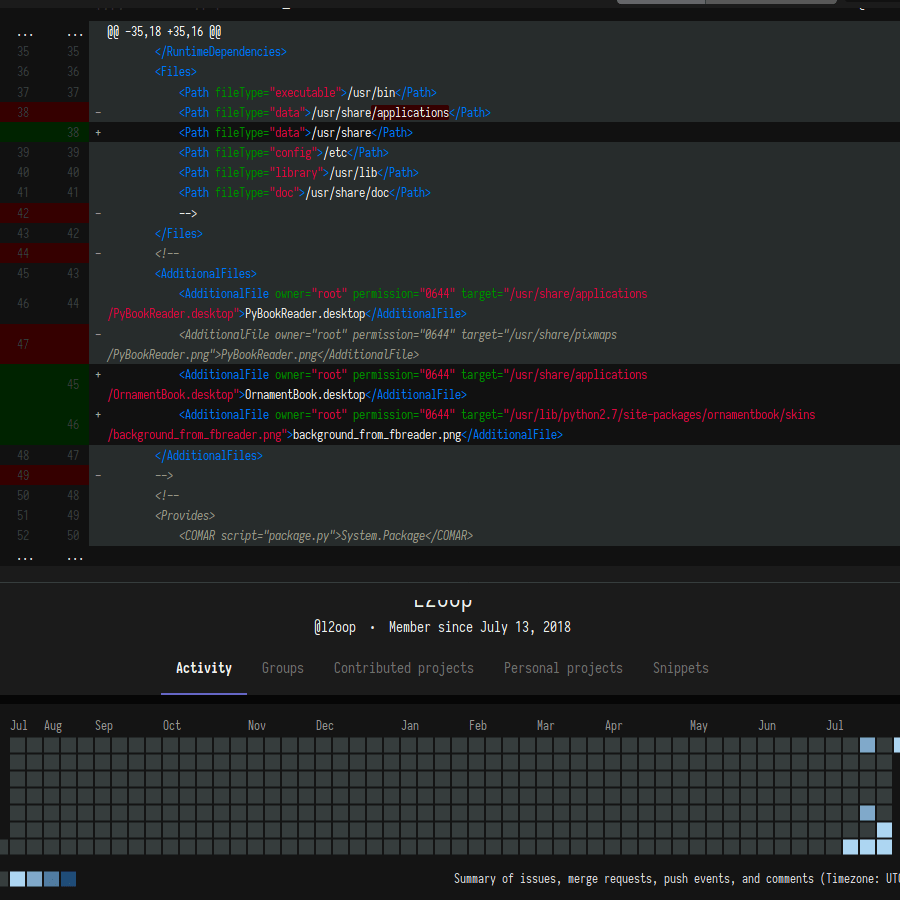 ... ... @@ -35,18 +35,16 @@
35 35 </RuntimeDependencies>
36 36 <Files>
37 37 <Path fileType="executable">/usr/bin</Path>
38 - <Path fileType="data">/usr/share/applications</Path>
38 + <Path fileType="data">/usr/share</Path>
39 39 <Path fileType="config">/etc</Path>
40 40 <Path fileType="library">/usr/lib</Path>
41 41 <Path fileType="doc">/usr/share/doc</Path>
42 - -->
43 42 </Files>
44 - <!--
45 43 <AdditionalFiles>
46 44 <AdditionalFile owner="root" permission="0644" target="/usr/share/applications
/PyBookReader.desktop">PyBookReader.desktop</AdditionalFile>
47 - <AdditionalFile owner="root" permission="0644" target="/usr/share/pixmaps
/PyBookReader.png">PyBookReader.png</AdditionalFile>
45 + <AdditionalFile owner="root" permission="0644" target="/usr/share/applications
/OrnamentBook.desktop">OrnamentBook.desktop</AdditionalFile>
46 + <AdditionalFile owner="root" permission="0644" target="/usr/lib/python2.7/site-packages/ornamentbook/skins
/background_from_fbreader.png">background_from_fbreader.png</AdditionalFile>
48 47 </AdditionalFiles>
49 - -->
50 48 <!--
51 49 <Provides>
52 50 <COMAR script="package.py">System.Package</COMAR>
... ...
@l2oop · Member since July 13, 2018
Activity Groups Contributed projects Personal projects Snippets
Jul Aug Sep Oct Nov Dec Jan Feb Mar Apr May Jun Jul
Summary of issues, merge requests, push events, and comments (Timezone: UTC